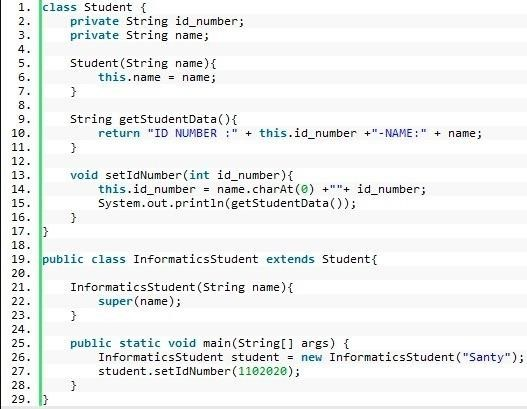 1. class Student {
2.     private String id_number;
3.     private String name;
4.
5.     Student(String name){
6.         this.name = name;
7.     }
8.
9.     String getStudentData(){
10.         return "ID NUMBER :" + this.id_number +"-NAME:" + name;
11.     }
12.
13.     void setIdNumber(int id_number){
14.         this.id_number = name.charAt(0) +""+ id_number;
15.         System.out.println(getStudentData());
16.     }
17. }
18.
19. public class InformaticsStudent extends Student{
20.
21.     InformaticsStudent(String name){
22.         super(name);
23.     }
24.
25.     public static void main(String[] args) {
26.         InformaticsStudent student = new InformaticsStudent("Santy");
27.         student.setIdNumber(1102020);
28.     }
29. }